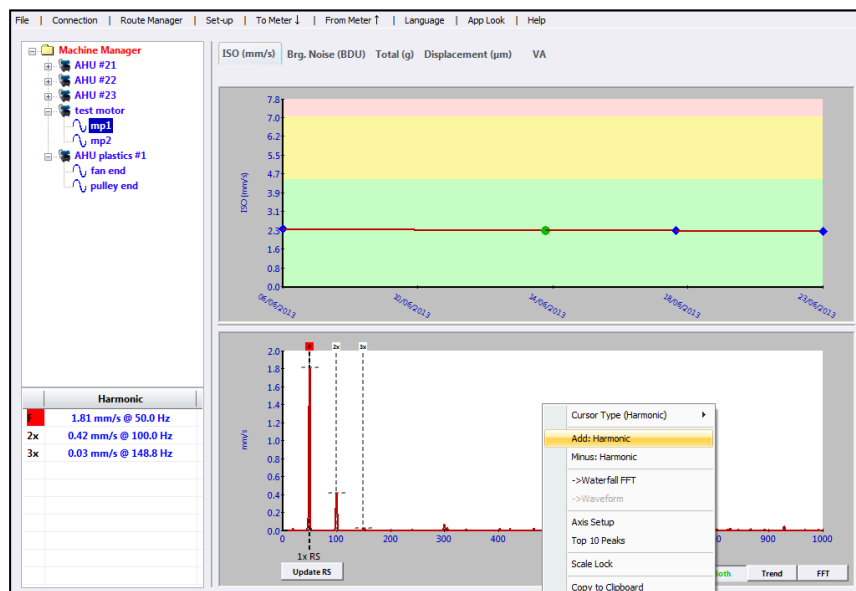 File | Connection | Route Manager | Set-up | To Meter ↓ | From Meter ↑ | Language | App Look | Help
Machine Manager
AHU #21
AHU #22
AHU #23
test motor
mp1
mp2
AHU plastics #1
fan end
pulley end
ISO (mm/s) Brg. Noise (BDU) Total (g) Displacement (µm) VA
7.8
7.0
6.2
5.5
4.7
3.9
3.1
2.3
1.6
0.8
0.0
ISO (mm/s)
06/06/2013 10/06/2013 14/06/2013 18/06/2013 23/06/2013
Harmonic
F 1.81 mm/s @ 50.0 Hz
2x 0.42 mm/s @ 100.0 Hz
3x 0.03 mm/s @ 148.8 Hz
2x 3x
2.0
1.8
1.6
1.4
1.2
1.0
0.8
0.6
0.4
0.2
0.0
mm/s
0 100 200 300 400 800 900 1000
1x RS
Update RS
Cursor Type (Harmonic)
Add: Harmonic
Minus: Harmonic
->Waterfall FFT
->Waveform
Axis Setup
Top 10 Peaks
Scale Lock
Copy to Clipboard
Trend FFT